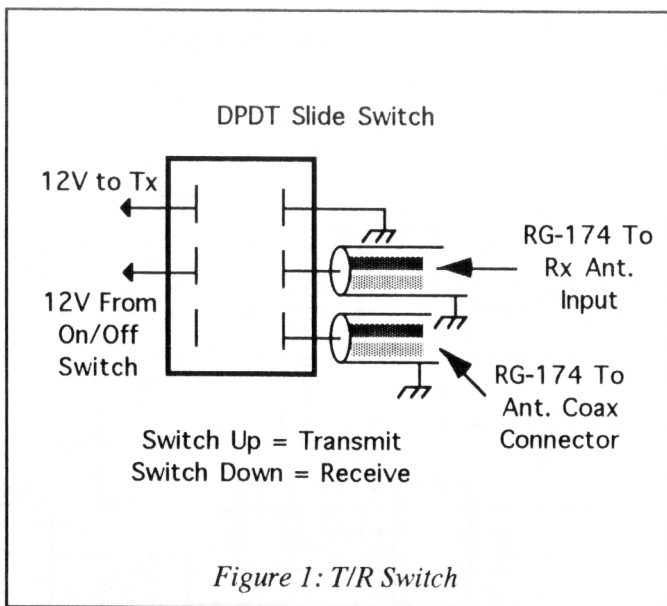 DPDT Slide Switch
12V to Tx
12V From
On/Off
Switch
RG-174 To
Rx Ant.
Input
RG-174 To
Ant. Coax
Connector
Switch Up = Transmit
Switch Down = Receive
Figure 1: T/R Switch